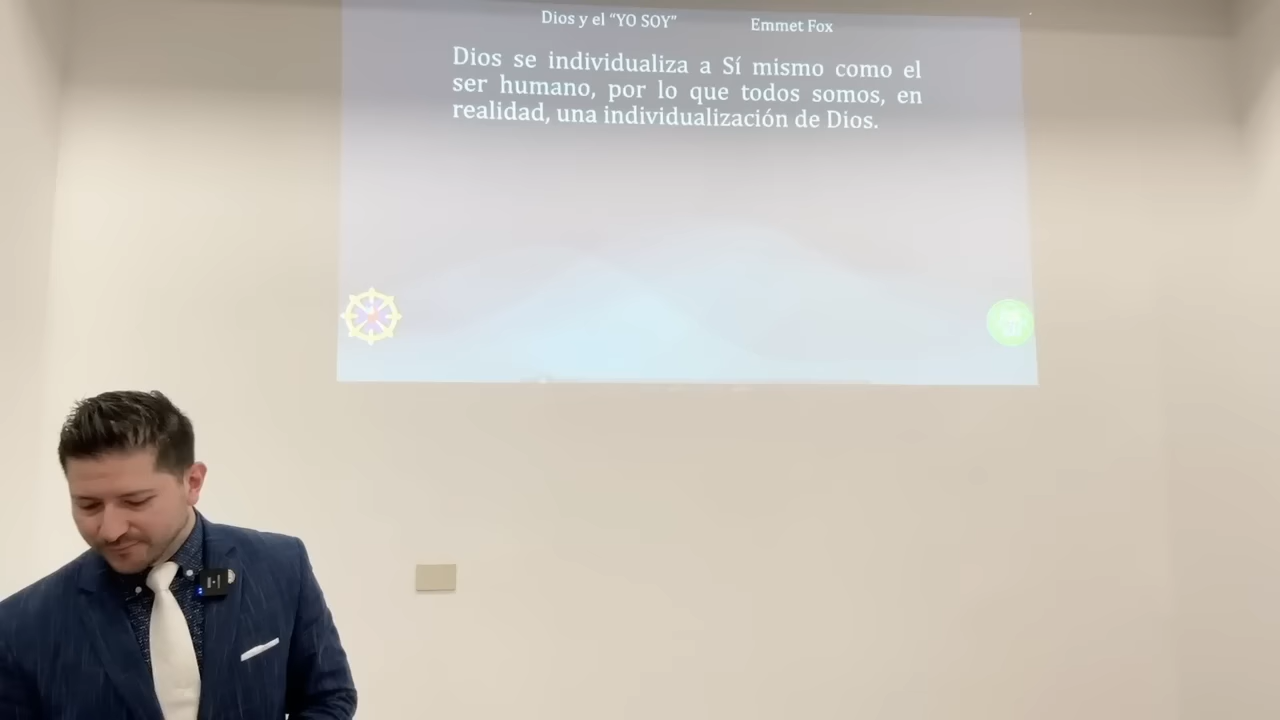 Dios y el “YO SOY” Emmet Fox
Dios se individualiza a Sí mismo como el
ser humano, por lo que todos somos, en
realidad, una individualización de Dios.